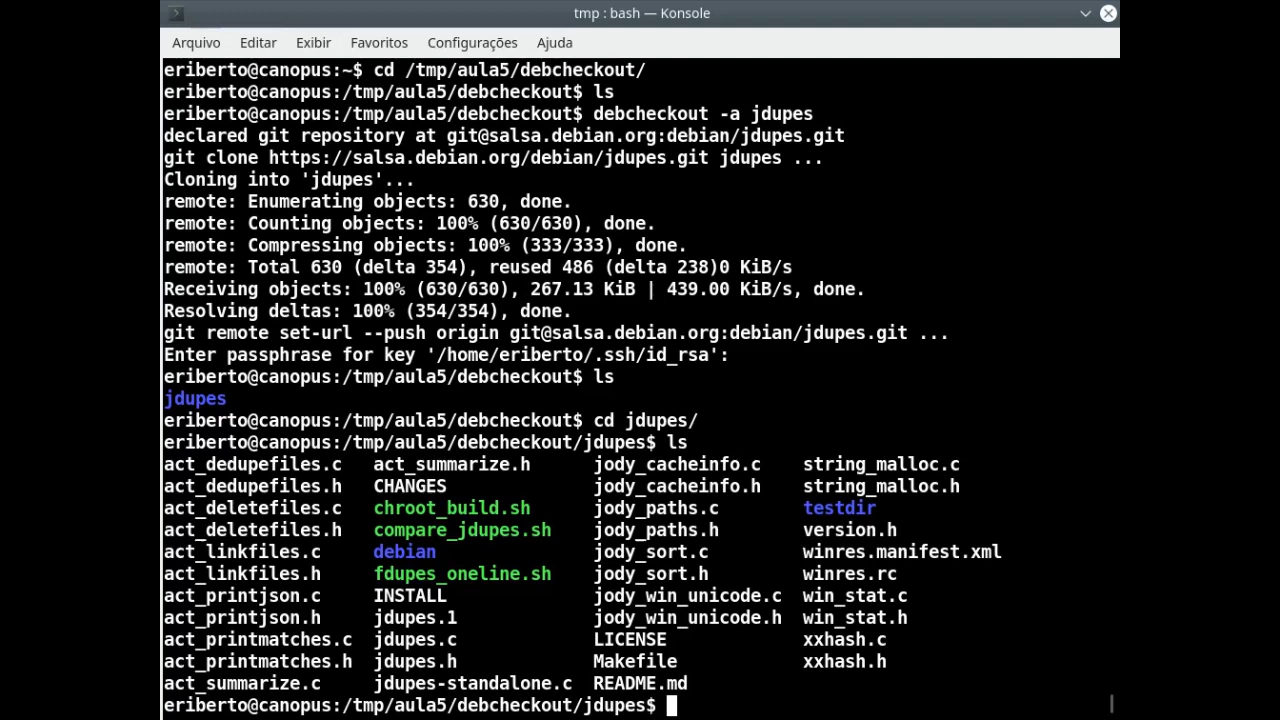 tmp : bash — Konsole
Arquivo Editar Exibir Favoritos Configurações Ajuda
eriberto@canopus:~$ cd /tmp/aula5/debcheckout/
eriberto@canopus:/tmp/aula5/debcheckout$ ls
eriberto@canopus:/tmp/aula5/debcheckout$ debcheckout -a jdupes
declared git repository at git@salsa.debian.org:debian/jdupes.git
git clone https://salsa.debian.org/debian/jdupes.git jdupes ...
Cloning into 'jdupes'...
remote: Enumerating objects: 630, done.
remote: Counting objects: 100% (630/630), done.
remote: Compressing objects: 100% (333/333), done.
remote: Total 630 (delta 354), reused 486 (delta 238)0 KiB/s
Receiving objects: 100% (630/630), 267.13 KiB | 439.00 KiB/s, done.
Resolving deltas: 100% (354/354), done.
git remote set-url --push origin git@salsa.debian.org:debian/jdupes.git ...
Enter passphrase for key '/home/eriberto/.ssh/id_rsa':
eriberto@canopus:/tmp/aula5/debcheckout$ ls
jdupes
eriberto@canopus:/tmp/aula5/debcheckout$ cd jdupes/
eriberto@canopus:/tmp/aula5/debcheckout/jdupes$ ls
act_dedupefiles.c act_summarize.h jody_cacheinfo.c string_malloc.c
act_dedupefiles.h CHANGES jody_cacheinfo.h string_malloc.h
act_deletefiles.c chroot_build.sh jody_paths.c testdir
act_deletefiles.h compare_jdupes.sh jody_paths.h version.h
act_linkfiles.c debian jody_sort.c winres.manifest.xml
act_linkfiles.h fdupes_oneline.sh jody_sort.h winres.rc
act_printjson.c INSTALL jody_win_unicode.c win_stat.c
act_printjson.h jdupes.1 jody_win_unicode.h win_stat.h
act_printmatches.c jdupes.c LICENSE xxhash.c
act_printmatches.h jdupes.h Makefile xxhash.h
act_summarize.c jdupes-standalone.c README.md
eriberto@canopus:/tmp/aula5/debcheckout/jdupes$